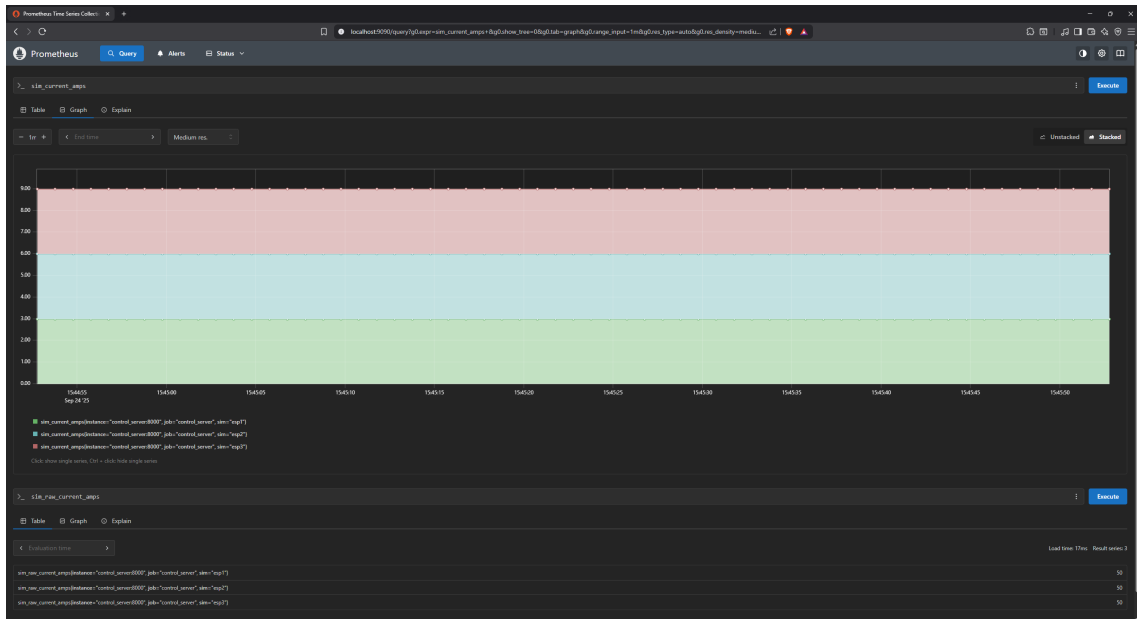 Prometheus Time Series Collecti × +
localhost:9090/query?g0.expr=sim_current_amps+&g0.show_tree=0&g0.tab=graph&g0.range_input=1m&g0.res_type=auto&g0.res_density=mediu...
Prometheus Query Alerts Status
>_ sim_current_amps Execute
Table Graph Explain
− 1m + < End time > Medium res. Unstacked Stacked
9.00
8.00
7.00
6.00
5.00
4.00
3.00
2.00
1.00
0.00
15:44:55 15:45:00 15:45:05 15:45:10 15:45:15 15:45:20 15:45:25 15:45:30 15:45:35 15:45:40 15:45:45 15:45:50
Sep 24 '25
sim_current_amps{instance="control_server:8000", job="control_server", sim="esp1"}
sim_current_amps{instance="control_server:8000", job="control_server", sim="esp2"}
sim_current_amps{instance="control_server:8000", job="control_server", sim="esp3"}
Click: show single series, Ctrl + click: hide single series
>_ sim_raw_current_amps Execute
Table Graph Explain
< Evaluation time > Load time: 17ms Result series: 3
sim_raw_current_amps{instance="control_server:8000", job="control_server", sim="esp1"} 50
sim_raw_current_amps{instance="control_server:8000", job="control_server", sim="esp2"} 50
sim_raw_current_amps{instance="control_server:8000", job="control_server", sim="esp3"} 50